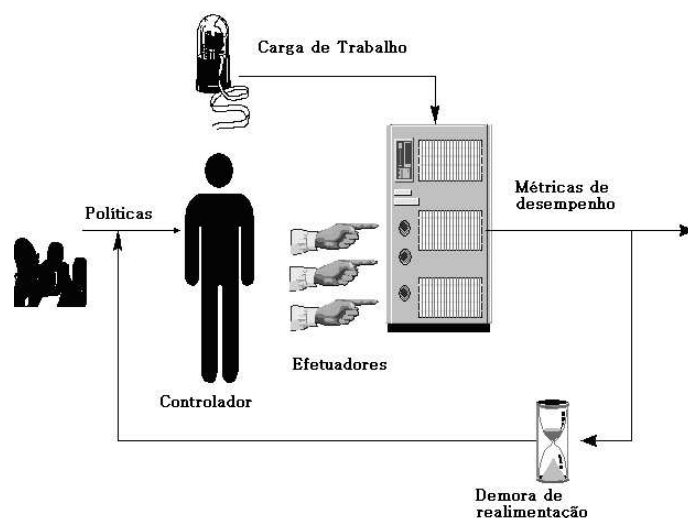 Carga de Trabalho
Políticas
Métricas de
desempenho
Efetuadores
Controlador
Demora de
realimentação